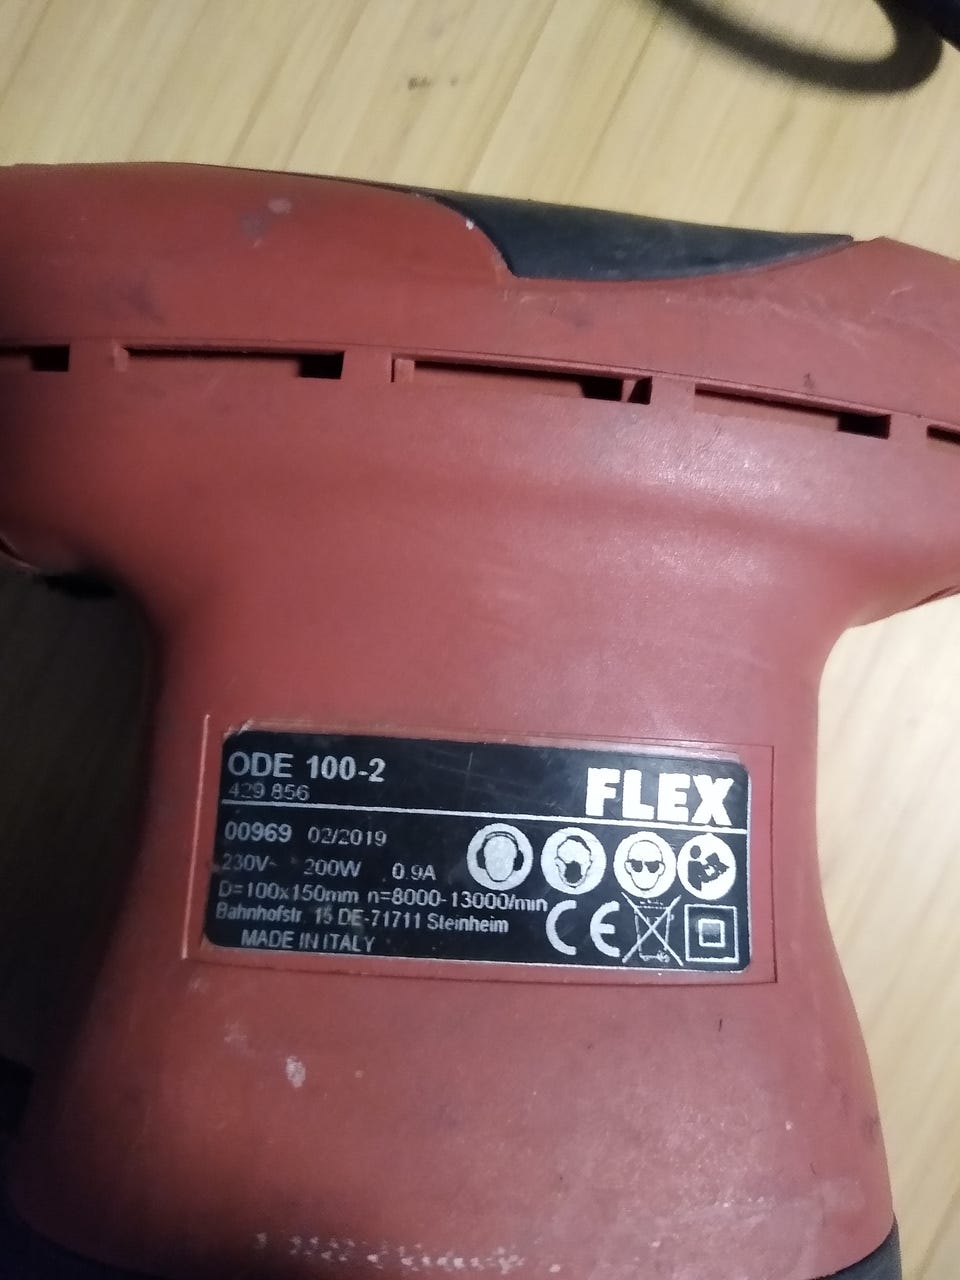 ODE 100-2
429 856
FLEX
00969 02/2019
230V~ 200W 0.9A
D=100x150mm n=8000-13000/min
Bahnhofstr. 15 DE-71711 Steinheim
MADE IN ITALY
CE